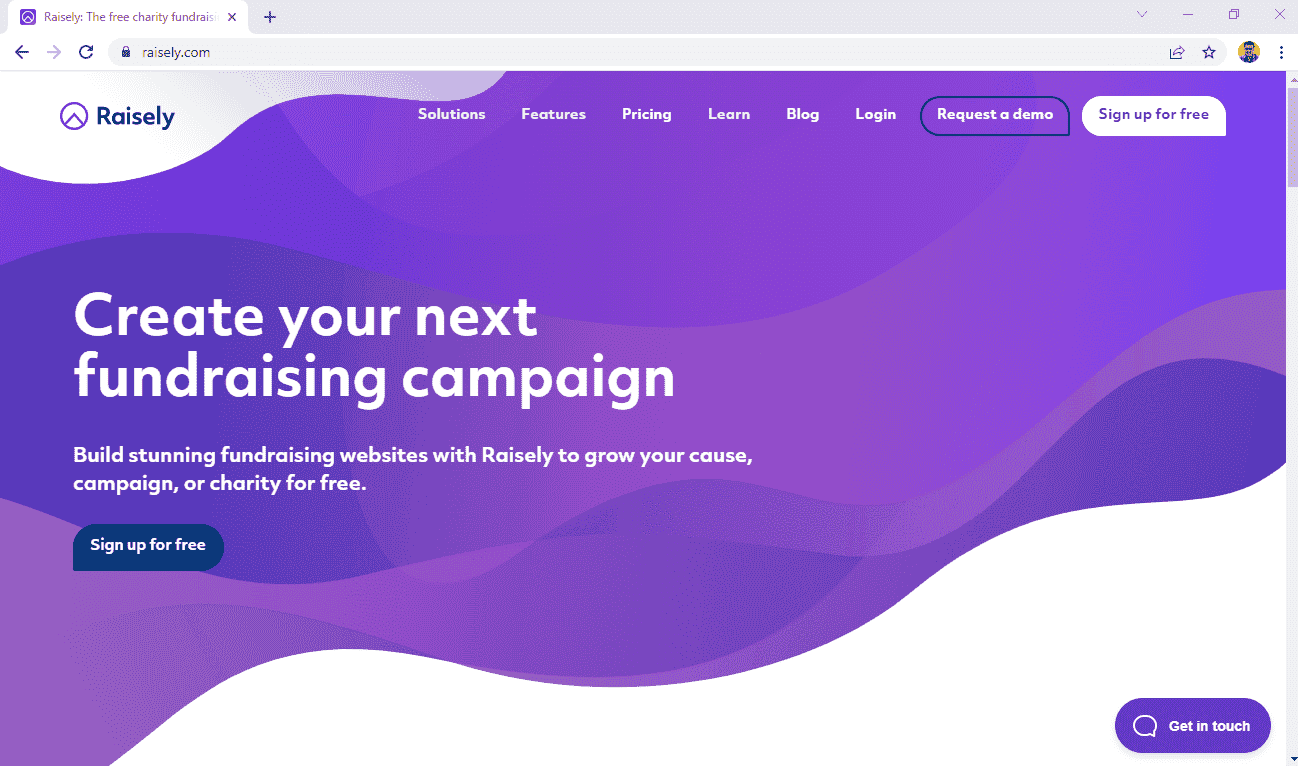 Raisely: The free charity fundraisi
raisely.com
Raisely
Solutions
Features
Pricing
Learn
Blog
Login
Request a demo
Sign up for free
Create your next
fundraising campaign
Build stunning fundraising websites with Raisely to grow your cause,
campaign, or charity for free.
Sign up for free
Get in touch